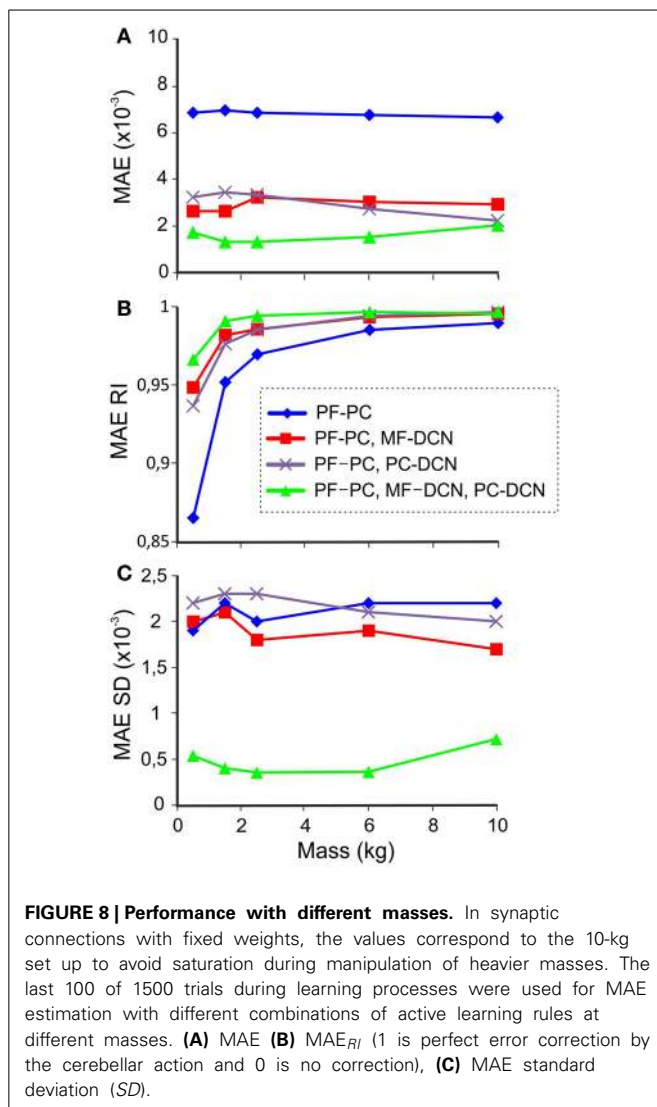 A
10
8
6
4
2
0
MAE (x10-3)
B
1
0,95
0,9
0,85
MAE RI
PF-PC
PF-PC, MF-DCN
PF−PC, PC-DCN
PF−PC, MF−DCN, PC-DCN
C
2,5
2
1,5
1
0,5
0
MAE SD (x10-3)
0 2 4 6 8 10
Mass (kg)
FIGURE 8 | Performance with different masses. In synaptic
connections with fixed weights, the values correspond to the 10-kg
set up to avoid saturation during manipulation of heavier masses. The
last 100 of 1500 trials during learning processes were used for MAE
estimation with different combinations of active learning rules at
different masses. (A) MAE (B) MAERI (1 is perfect error correction by
the cerebellar action and 0 is no correction), (C) MAE standard
deviation (SD).